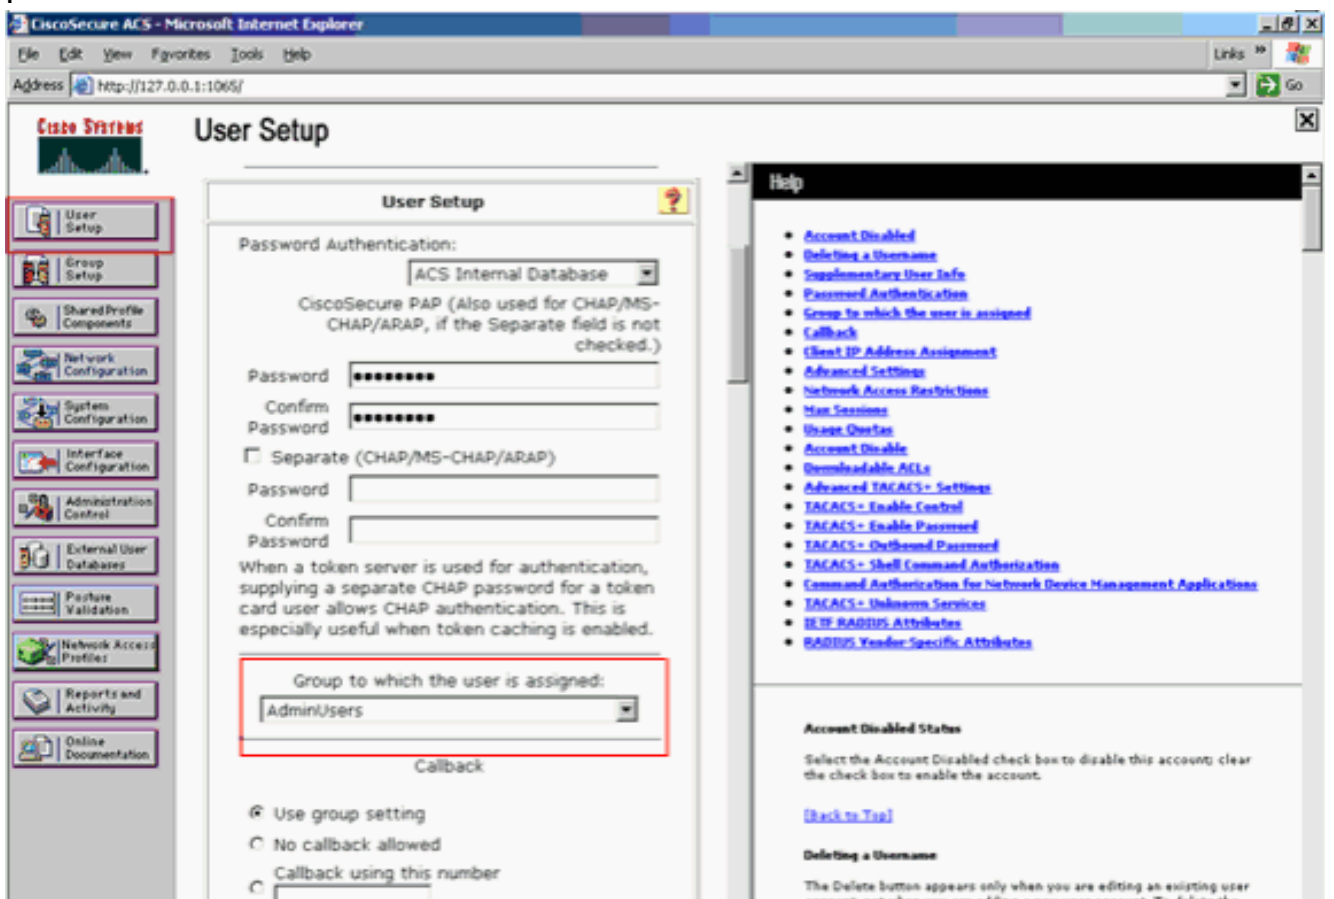 CiscoSecure ACS - Microsoft Internet Explorer
File Edit View Favorites Tools Help
Links »
Address http://127.0.0.1:1065/
Go
Cisco Systems
User Setup
User
Setup
Group
Setup
Shared Profile
Components
Network
Configuration
System
Configuration
Interface
Configuration
Administration
Control
External User
Databases
Posture
Validation
Network Access
Profiles
Reports and
Activity
Online
Documentation
User Setup
?
Password Authentication:
ACS Internal Database
CiscoSecure PAP (Also used for CHAP/MS-
CHAP/ARAP, if the Separate field is not
checked.)
Password ●●●●●●●●
Confirm
Password ●●●●●●●●
Separate (CHAP/MS-CHAP/ARAP)
Password
Confirm
Password
When a token server is used for authentication,
supplying a separate CHAP password for a token
card user allows CHAP authentication. This is
especially useful when token caching is enabled.
Group to which the user is assigned:
AdminUsers
Callback
Use group setting
No callback allowed
Callback using this number
Help
• Account Disabled
• Deleting a Username
• Supplementary User Info
• Password Authentication
• Group to which the user is assigned
• Callback
• Client IP Address Assignment
• Advanced Settings
• Network Access Restrictions
• Max Sessions
• Usage Quotas
• Account Disable
• Downloadable ACLs
• Advanced TACACS+ Settings
• TACACS+ Enable Control
• TACACS+ Enable Password
• TACACS+ Outbound Password
• TACACS+ Shell Command Authorization
• Command Authorization for Network Device Management Applications
• TACACS+ Unknown Services
• IETF RADIUS Attributes
• RADIUS Vendor-Specific Attributes
Account Disabled Status
Select the Account Disabled check box to disable this account; clear
the check box to enable the account.
[Back to Top]
Deleting a Username
The Delete button appears only when you are editing an existing user